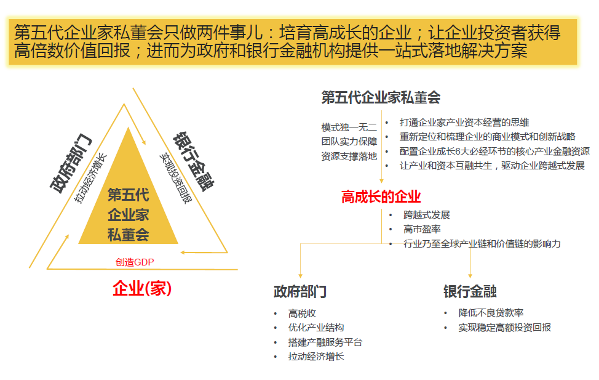 第五代企业家私董会只做两件事儿：培育高成长的企业；让企业投资者获得
高倍数价值回报；进而为政府和银行金融机构提供一站式落地解决方案
政府部门
拉动经济增长
银行金融
实现投资回报
第五代
企业家
私董会
创造GDP
企业(家)
第五代企业家私董会
模式独一无二
团队实力保障
资源支撑落地
• 打通企业家产业资本经营的思维
• 重新定位和梳理企业的商业模式和创新战略
• 配置企业成长6大必经环节的核心产业金融资源
• 让产业和资本互融共生，驱动企业跨越式发展
高成长的企业
• 跨越式发展
• 高市盈率
• 行业乃至全球产业链和价值链的影响力
政府部门
• 高税收
• 优化产业结构
• 搭建产融服务平台
• 拉动经济增长
银行金融
• 降低不良贷款率
• 实现稳定高额投资回报